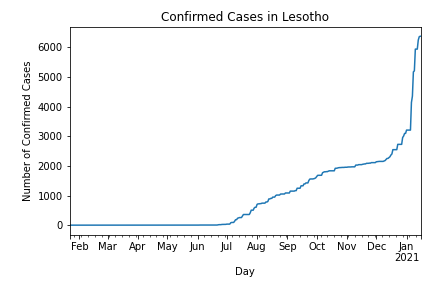 Confirmed Cases in Lesotho
Number of Confirmed Cases
6000
5000
4000
3000
2000
1000
0
Feb Mar Apr May Jun Jul Aug Sep Oct Nov Dec Jan
2021
Day